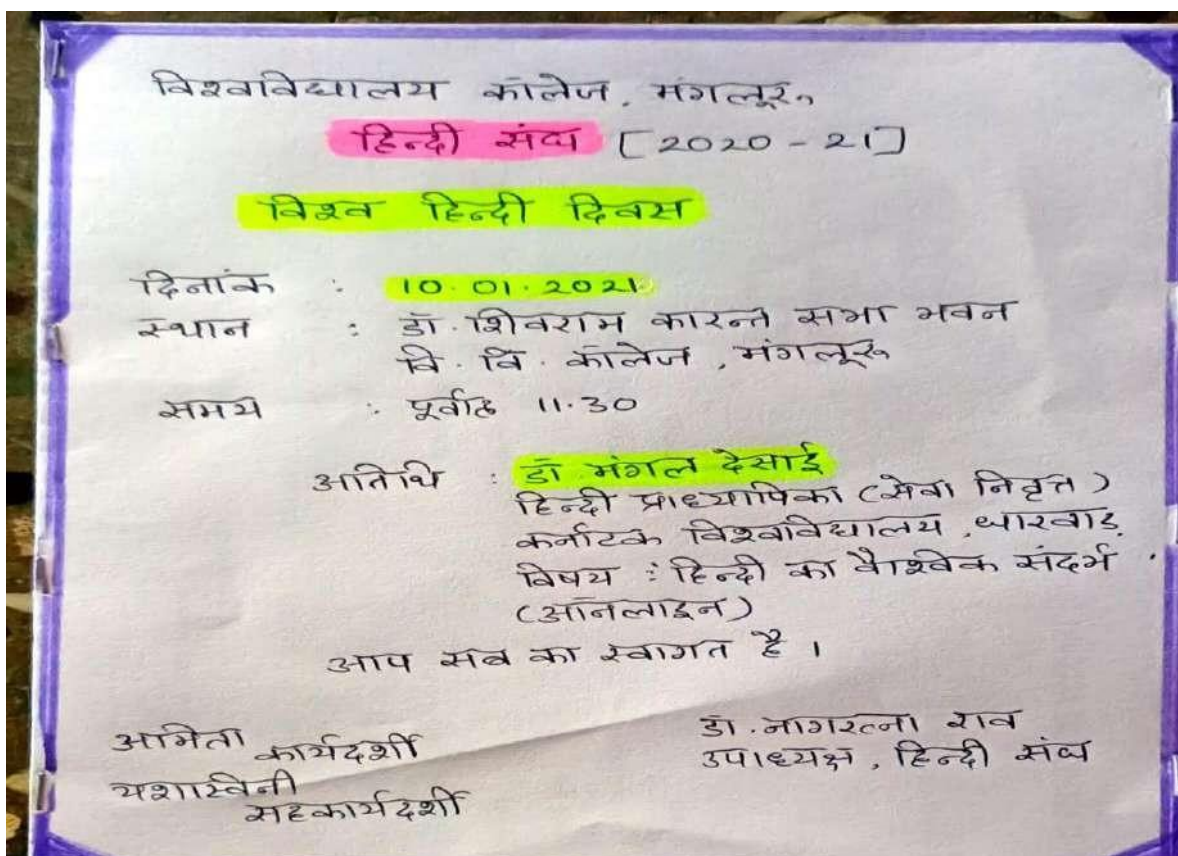 विश्वविद्यालय कॉलेज, मंगलूरु
हिन्दी संघ [2020-21]
विश्व हिन्दी दिवस
दिनांक : 10.01.2021
स्थान : डॉ. शिवराम कारन्त सभा भवन
वि. वि. कॉलेज, मंगलूरु
समय : पूर्वाह्न 11.30
अतिथि : डॉ मंगल देसाई
हिन्दी प्राध्यापिका (सेवा निवृत्त)
कर्नाटक विश्वविद्यालय, धारवाड़.
विषय : हिन्दी का वैश्विक संदर्भ.
(ऑनलाइन)
आप सब का स्वागत है ।
अमिता
कार्यदर्शी
यशस्विनी
सहकार्यदर्शी
डॉ. नागरत्ना राव
उपाध्यक्ष, हिन्दी संघ